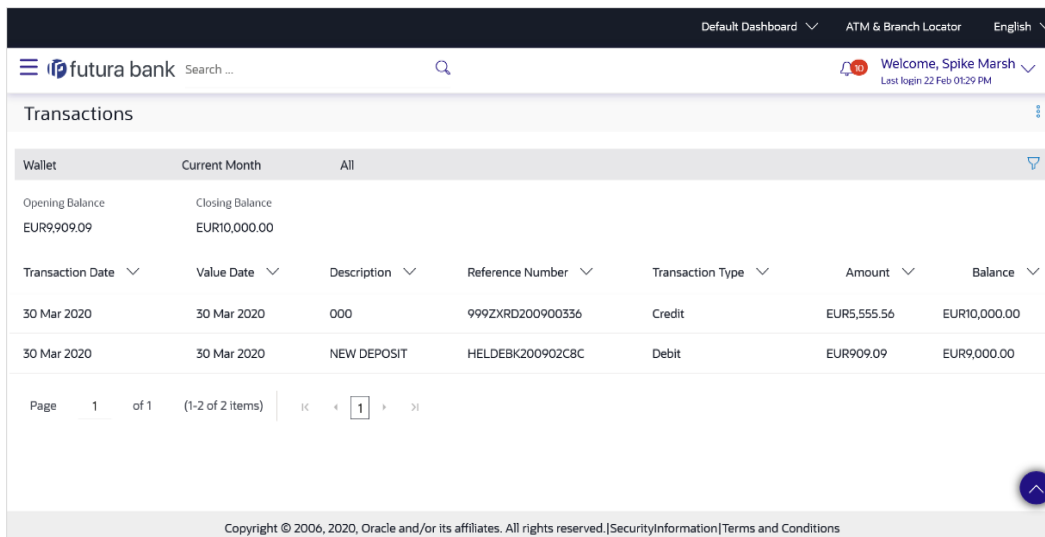 Default Dashboard ATM & Branch Locator English
futura bank Search ... 10 Welcome, Spike Marsh
Last login 22 Feb 01:29 PM
Transactions
Wallet Current Month All
Opening Balance Closing Balance
EUR9,909.09 EUR10,000.00
Transaction Date Value Date Description Reference Number Transaction Type Amount Balance
30 Mar 2020 30 Mar 2020 000 999ZXRD200900336 Credit EUR5,555.56 EUR10,000.00
30 Mar 2020 30 Mar 2020 NEW DEPOSIT HELDEBK200902C8C Debit EUR909.09 EUR9,000.00
Page 1 of 1 (1-2 of 2 items) 1
Copyright © 2006, 2020, Oracle and/or its affiliates. All rights reserved.|SecurityInformation|Terms and Conditions